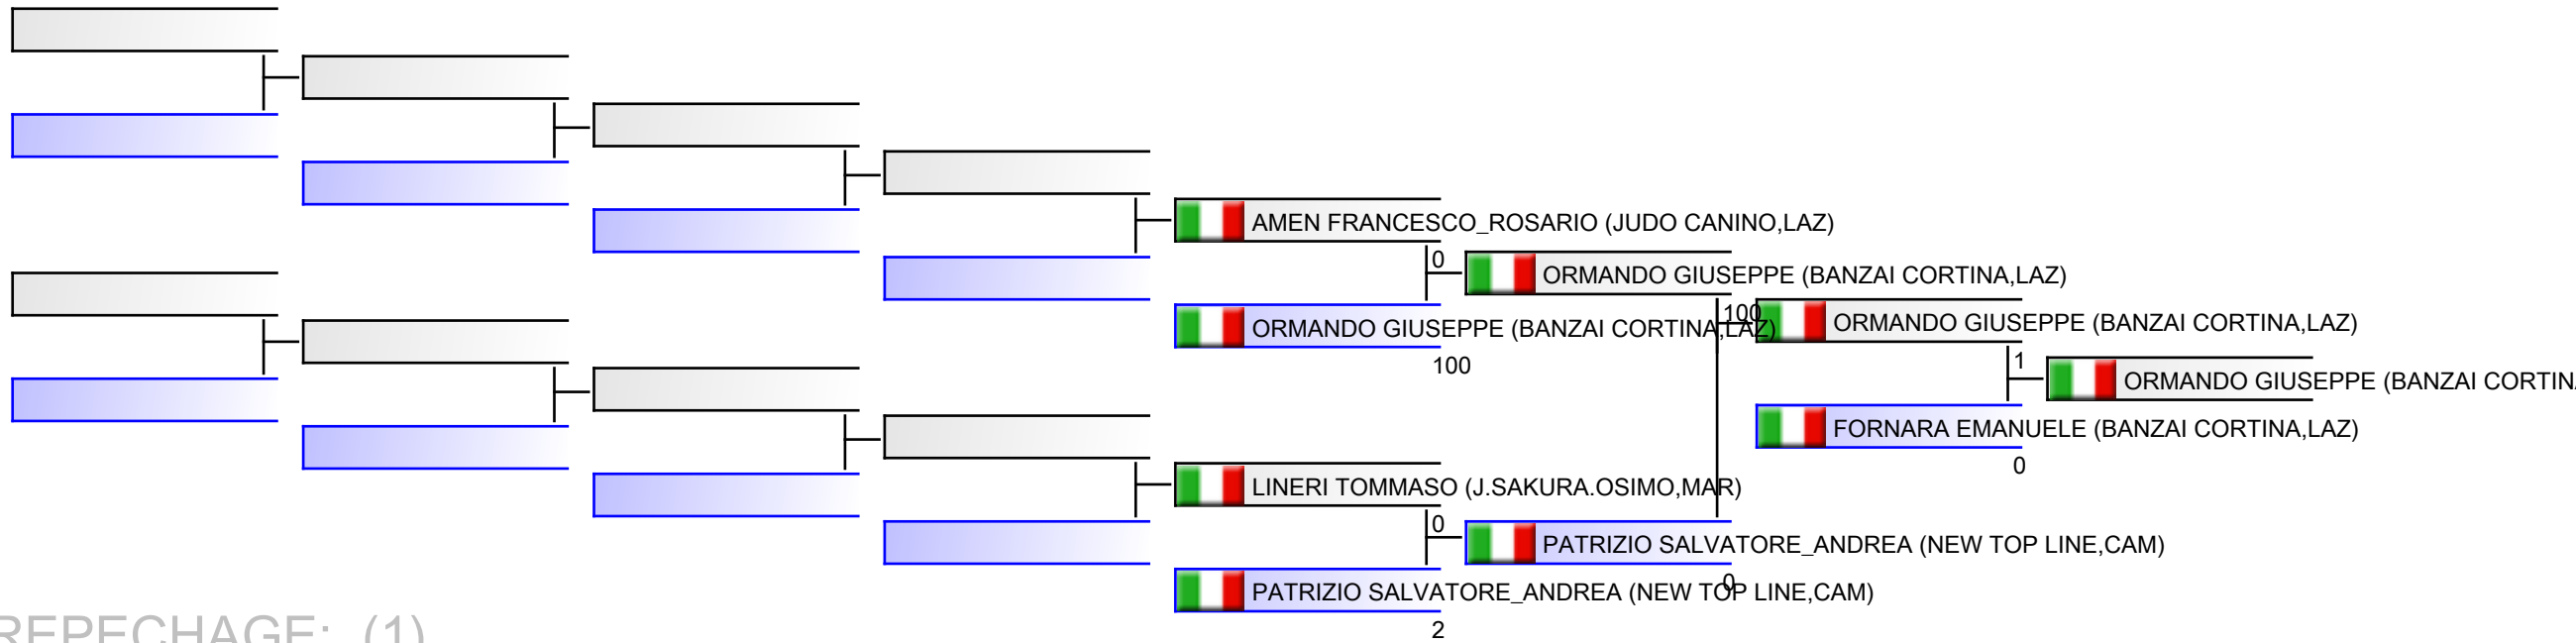 AMEN FRANCESCO_ROSARIO (JUDO CANINO,LAZ)
0
ORMANDO GIUSEPPE (BANZAI CORTINA,LAZ)
100
ORMANDO GIUSEPPE (BANZAI CORTINA,LAZ)
ORMANDO GIUSEPPE (BANZAI CORTINA,LAZ)
100
1
ORMANDO GIUSEPPE (BANZAI CORTIN
FORNARA EMANUELE (BANZAI CORTINA,LAZ)
0
LINERI TOMMASO (J.SAKURA.OSIMO,MAR)
0
PATRIZIO SALVATORE_ANDREA (NEW TOP LINE,CAM)
0
PATRIZIO SALVATORE_ANDREA (NEW TOP LINE,CAM)
2
REPECHAGE: (1)